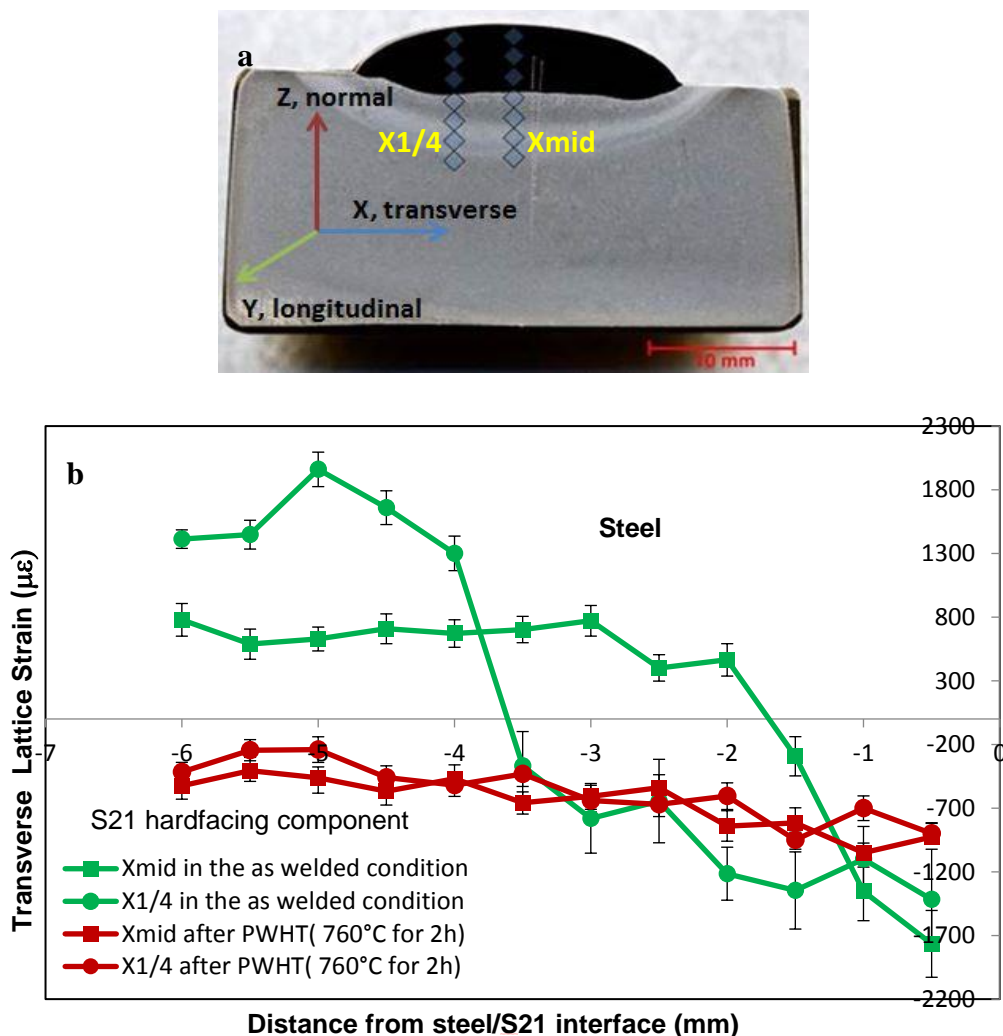 a
Z, normal
X1/4
Xmid
X, transverse
Y, longitudinal
10 mm
b
Steel
Transverse Lattice Strain (με)
2300
1800
1300
800
300
-200
-700
-1200
-1700
-2200
-7
-6
-5
-4
-3
-2
-1
0
S21 hardfacing component
Xmid in the as welded condition
X1/4 in the as welded condition
Xmid after PWHT( 760°C for 2h)
X1/4 after PWHT( 760°C for 2h)
Distance from steel/S21 interface (mm)